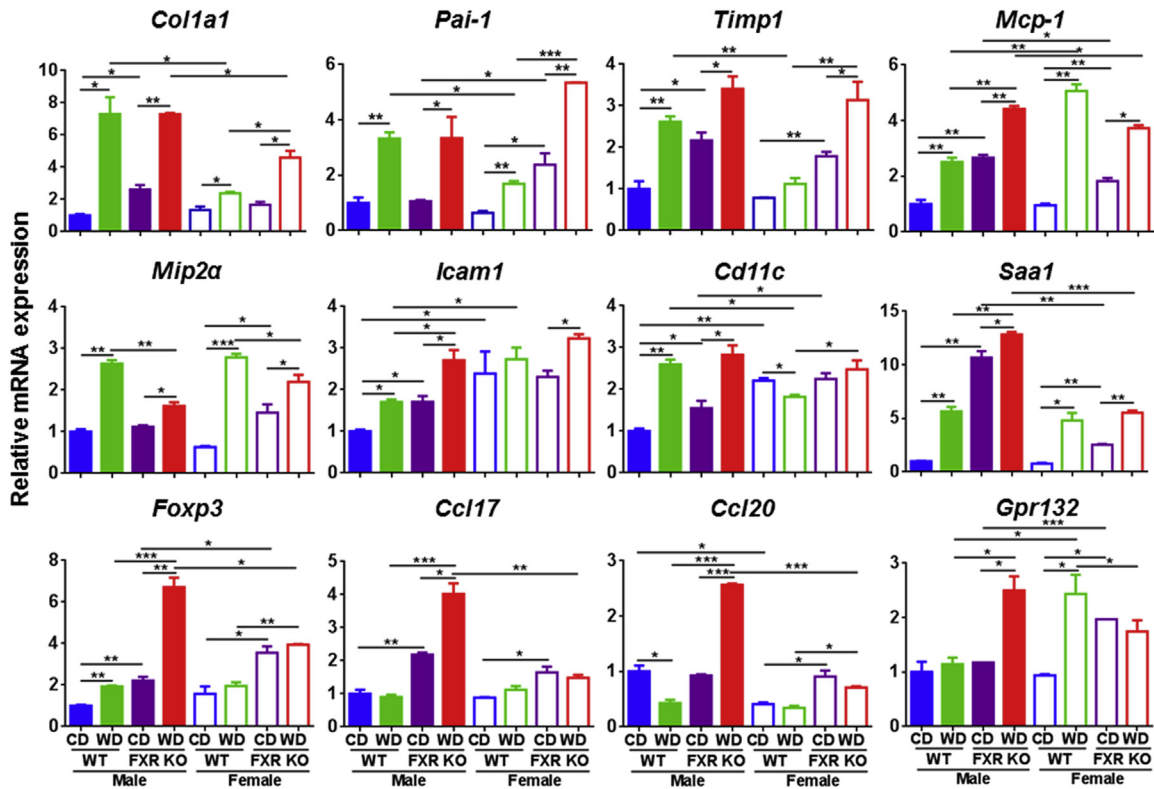 Col1a1 Pai-1 Timp1 Mcp-1
10 8 6 4 2 0
6 4 2 0
4 3 2 1 0
6 4 2 0
* * * ** * * * * *
** * * * ** * * *** **
** * * * ** ** ** *
** ** ** ** * * ** ** *
Relative mRNA expression
Mip2α Icam1 Cd11c Saa1
4 3 2 1 0
4 3 2 1 0
4 3 2 1 0
15 10 5 0
** ** * *** * * *
* * * * * * *
** * * ** * * * *
** ** ** * *** ** * ** **
Foxp3 Ccl17 Ccl20 Gpr132
8 6 4 2 0
5 4 3 2 1 0
3 2 1 0
3 2 1 0
** ** *** ** * * * **
** *** * ** *
* * *** *** *** * *
* * * *** * * *
CD WD CD WD CD WD CD WD CD WD CD WD CD WD CD WD CD WD CD WD CD WD CD WD CD WD CD WD CD WD CD WD
WT FXR KO WT FXR KO WT FXR KO WT FXR KO WT FXR KO WT FXR KO WT FXR KO WT FXR KO
Male Female Male Female Male Female Male Female